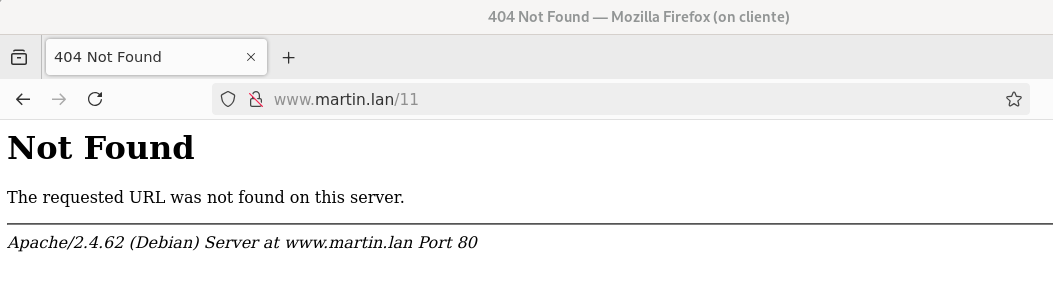 404 Not Found — Mozilla Firefox (on cliente)
404 Not Found
www.martin.lan/11
Not Found
The requested URL was not found on this server.
Apache/2.4.62 (Debian) Server at www.martin.lan Port 80